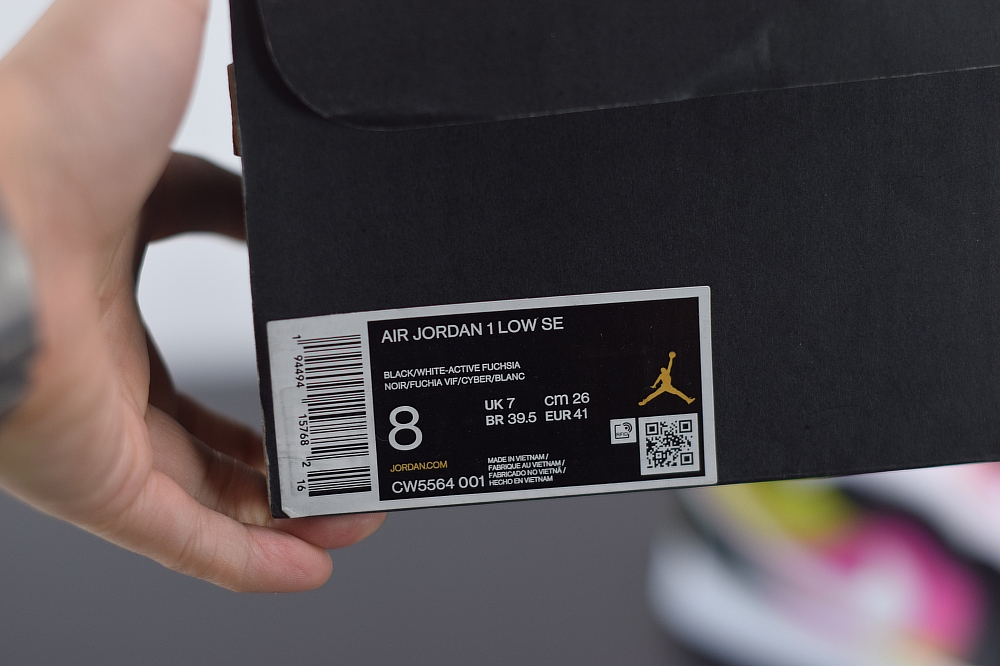 AIR JORDAN 1 LOW SE
BLACK/WHITE-ACTIVE FUCHSIA
NOIR/FUCHIA VIF/CYBER/BLANC
8
UK 7 cm 26
BR 39.5 EUR 41
JORDAN.COM
CW5564 001
MADE IN VIETNAM /
FABRIQUE AU VIETNAM /
FABRICADO NO VIETNÃ /
HECHO EN VIETNAM
1 94494 15768 2 16